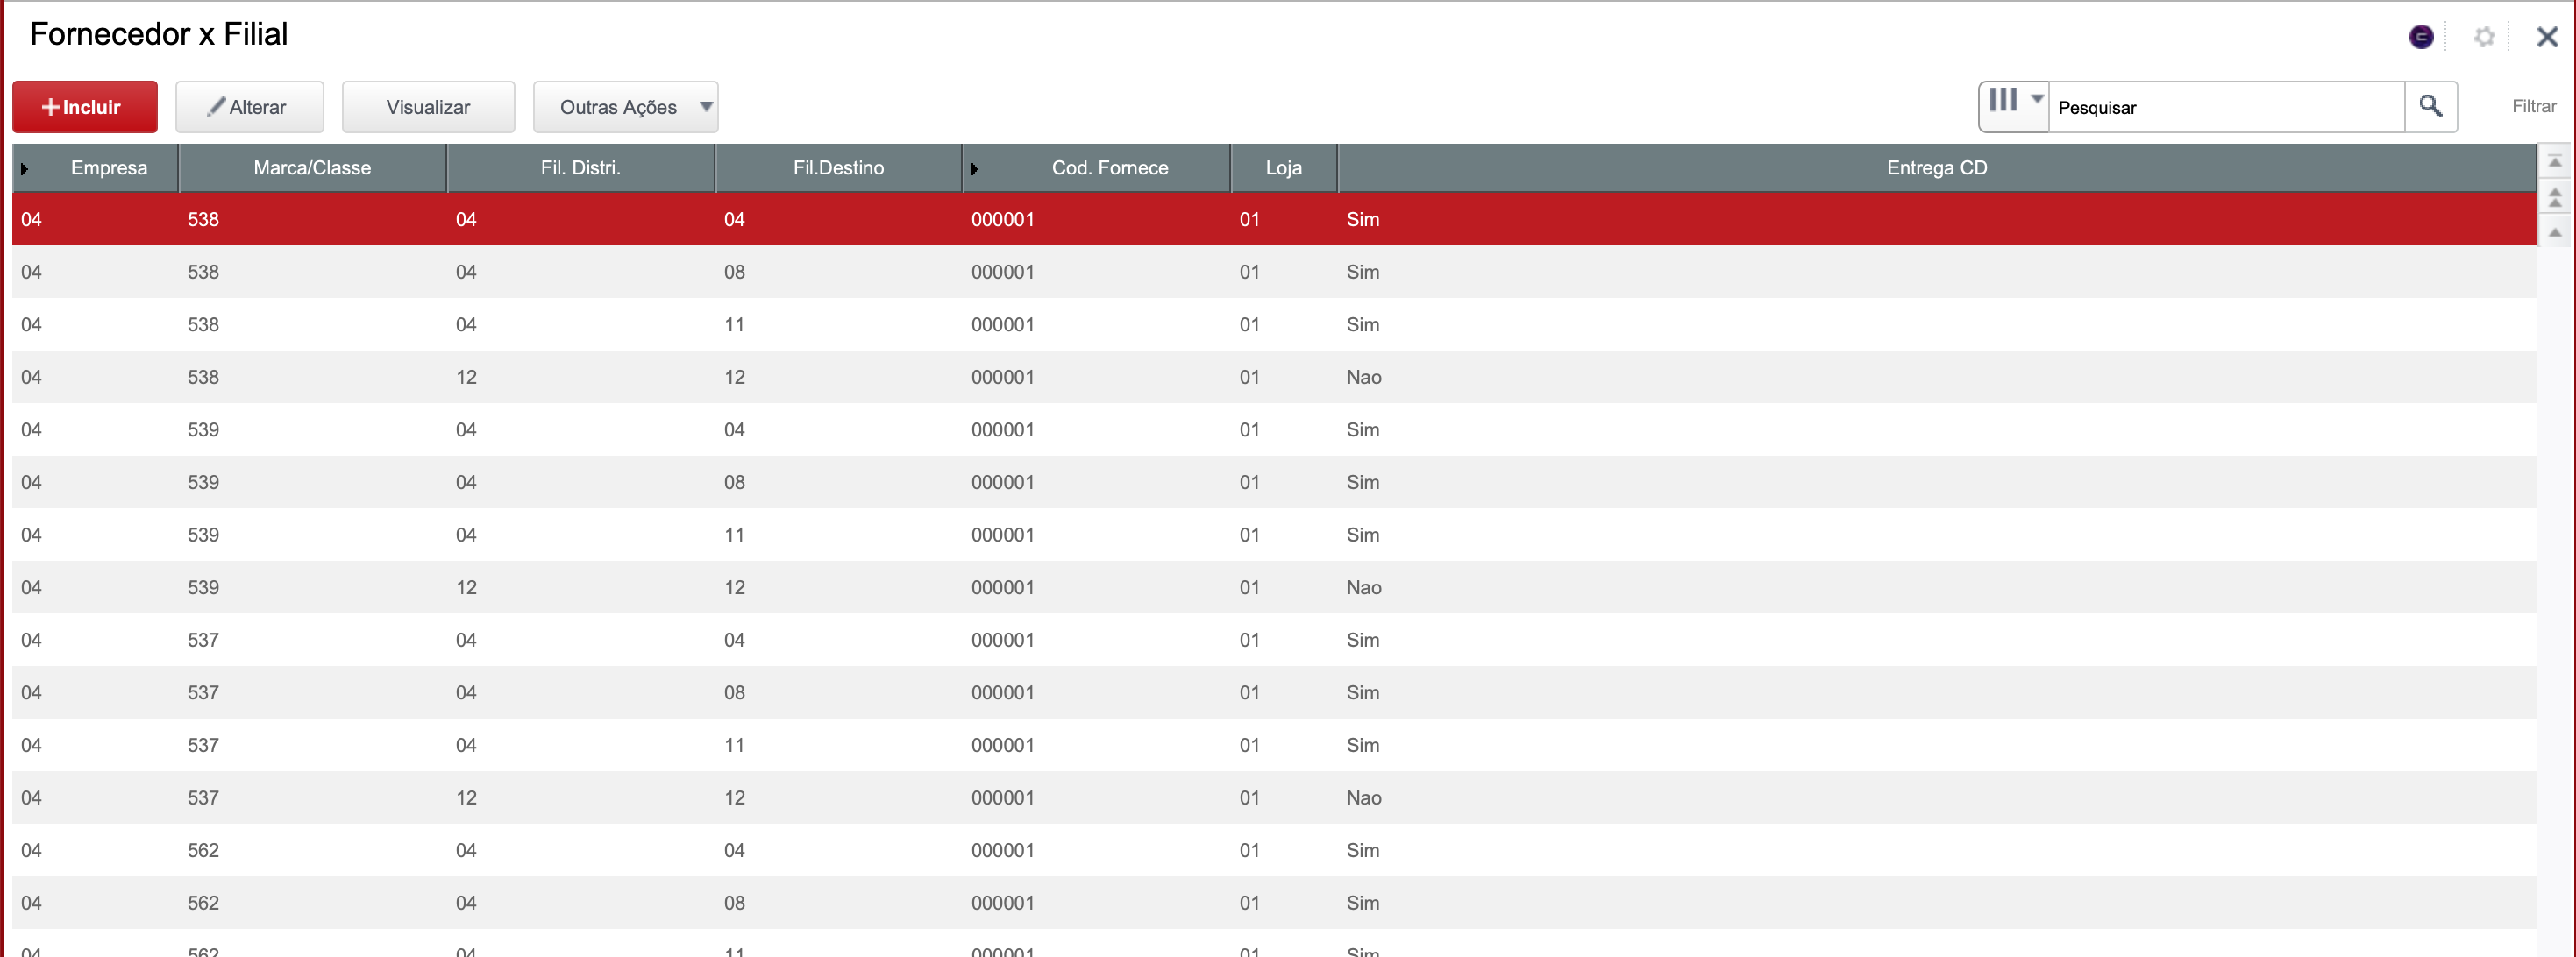 Fornecedor x Filial
Incluir Alterar Visualizar Outras Ações Pesquisar Filtrar
Empresa Marca/Classe Fil. Distri. Fil.Destino Cod. Fornece Loja Entrega CD
04 538 04 04 000001 01 Sim
04 538 04 08 000001 01 Sim
04 538 04 11 000001 01 Sim
04 538 12 12 000001 01 Nao
04 539 04 04 000001 01 Sim
04 539 04 08 000001 01 Sim
04 539 04 11 000001 01 Sim
04 539 12 12 000001 01 Nao
04 537 04 04 000001 01 Sim
04 537 04 08 000001 01 Sim
04 537 04 11 000001 01 Sim
04 537 12 12 000001 01 Nao
04 562 04 04 000001 01 Sim
04 562 04 08 000001 01 Sim
04 562 04 11 000001 01 Sim